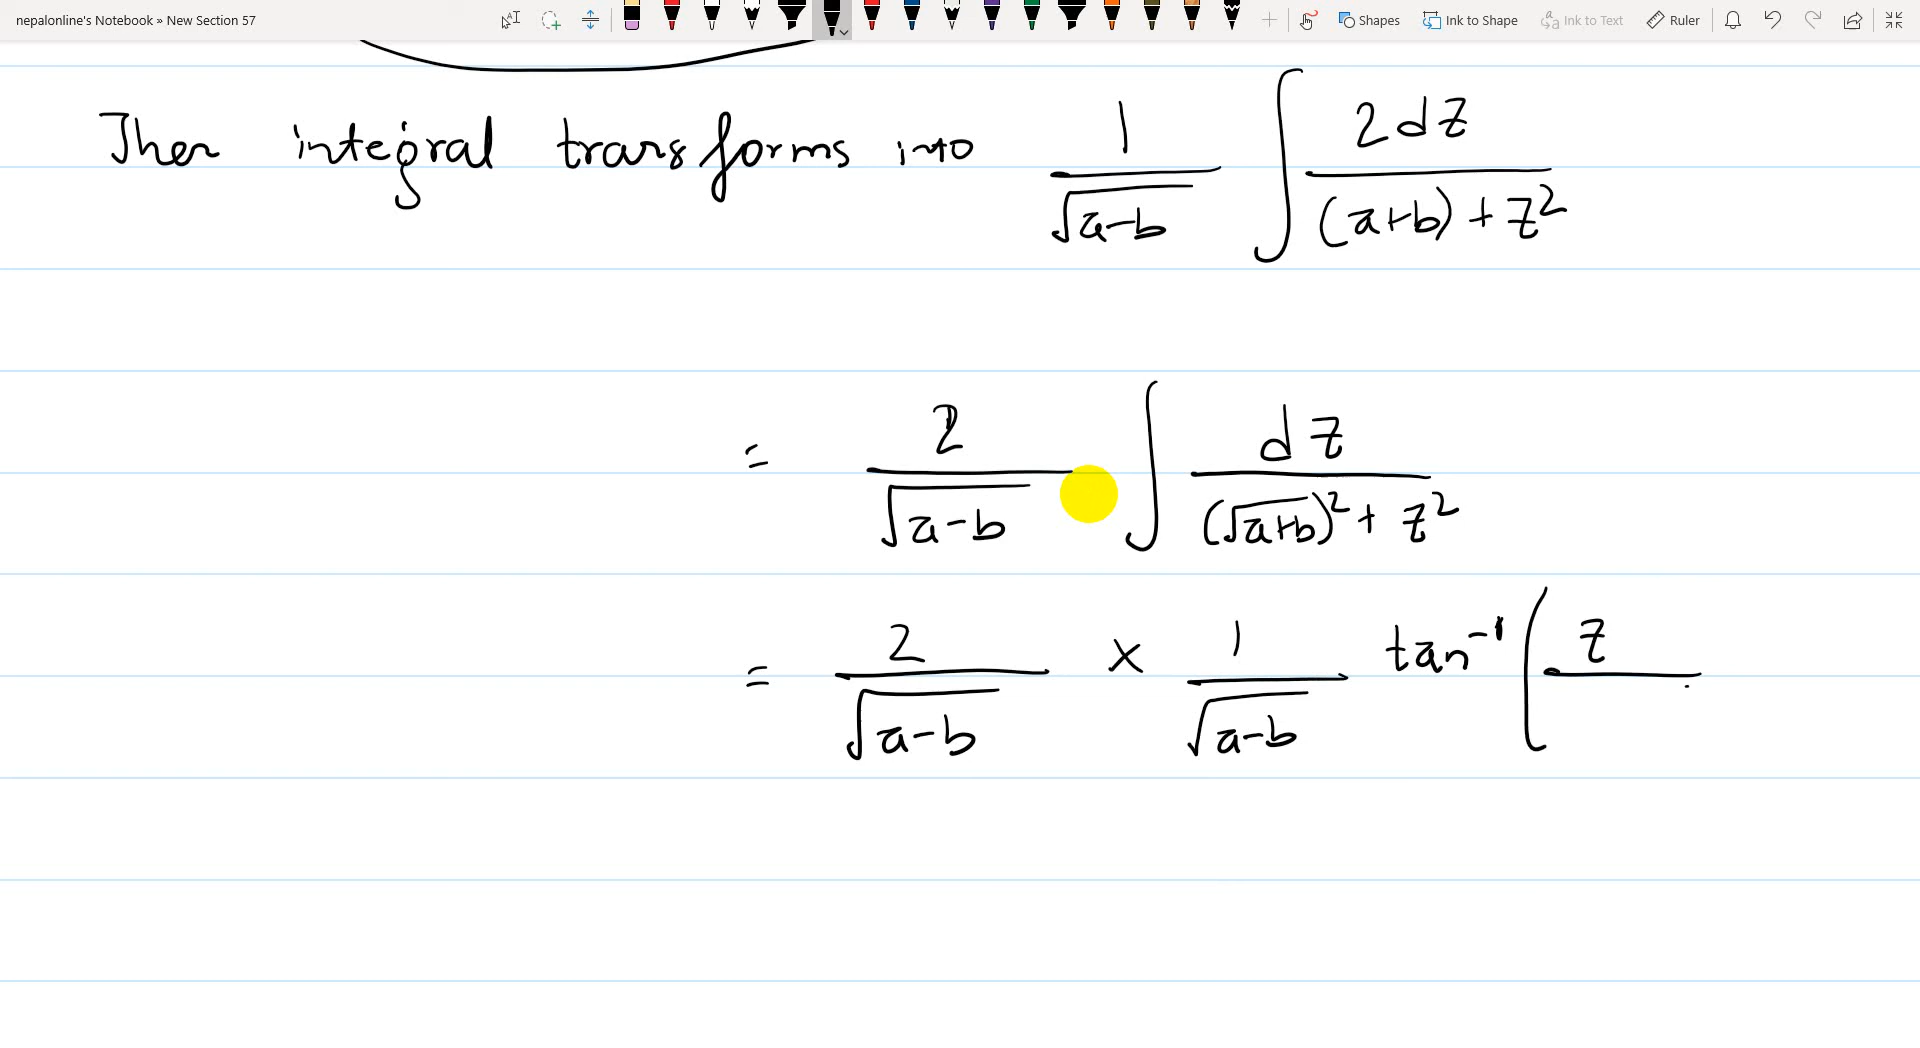 nepalonline's Notebook » New Section 57 Shapes Ink to Shape Ink to Text Ruler
Then integral transforms into 1/√(a-b) ∫ 2dz/((a+b)+z²)
= 2/√(a-b) ∫ dz/((√(a+b))²+z²)
= 2/√(a-b) × 1/√(a-b) tan⁻¹(z/